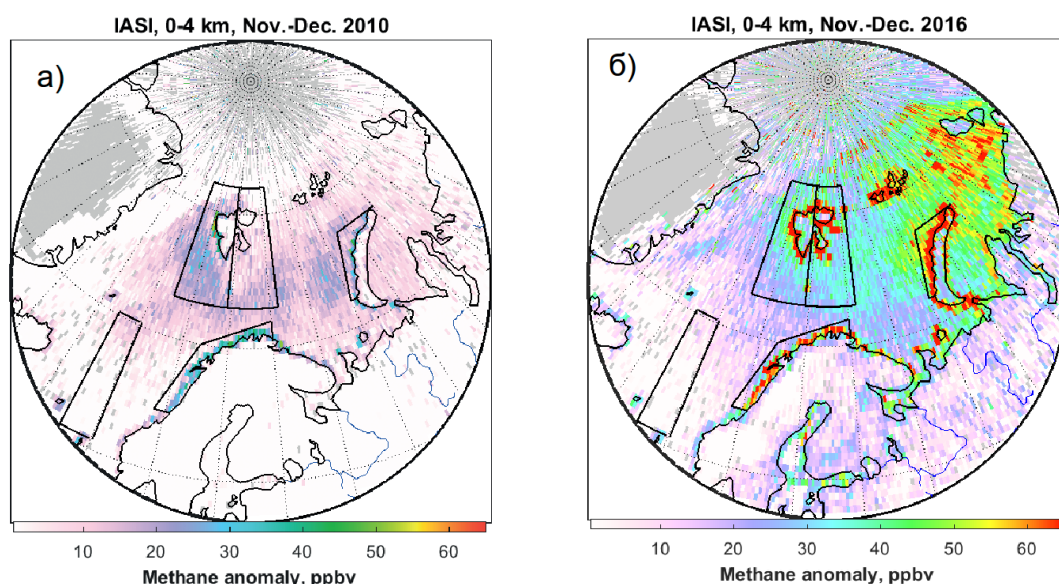 IASI, 0-4 km, Nov.-Dec. 2010
а)
10 20 30 40 50 60
Methane anomaly, ppbv
IASI, 0-4 km, Nov.-Dec. 2016
б)
10 20 30 40 50 60
Methane anomaly, ppbv